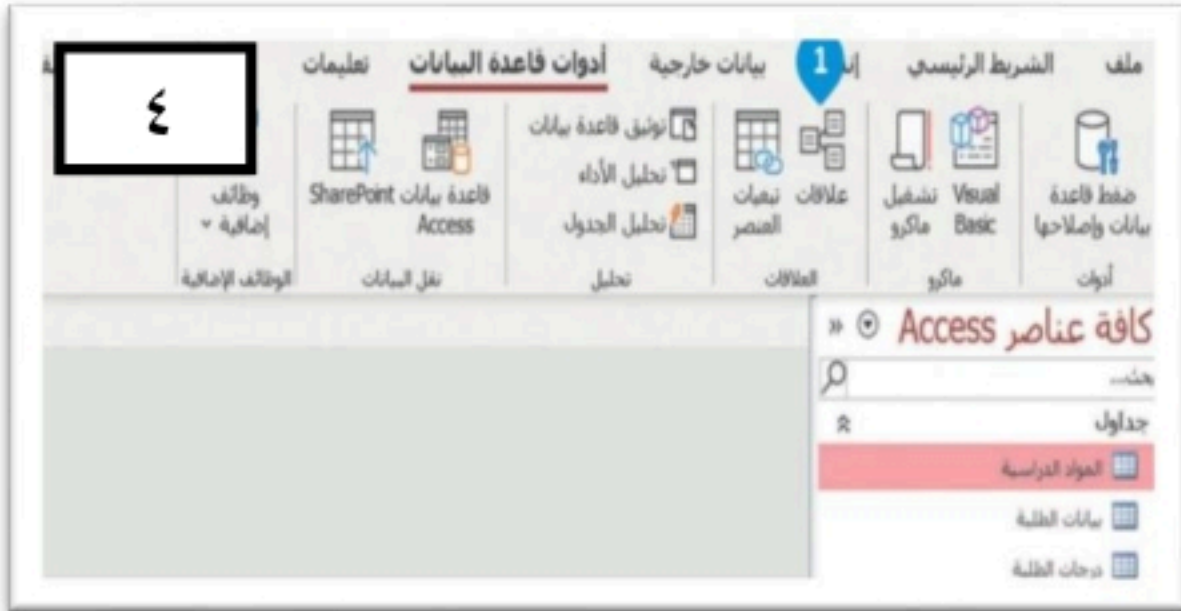 ملف الشريط الرئيسي 1 بيانات خارجية أدوات قاعدة البيانات تعليمات
٤
ضغط قاعدة بيانات وإصلاحها
Visual Basic
تشغيل ماكرو
علاقات
تبعيات العنصر
توثيق قاعدة بيانات
تحليل الأداء
تحليل الجدول
قاعدة بيانات Access
SharePoint
وظائف إضافية
أدوات ماكرو العلاقات تحليل نقل البيانات الوظائف الإضافية
كافة عناصر Access
بحث...
جداول
المواد الدراسية
بيانات الطلبة
درجات الطلبة